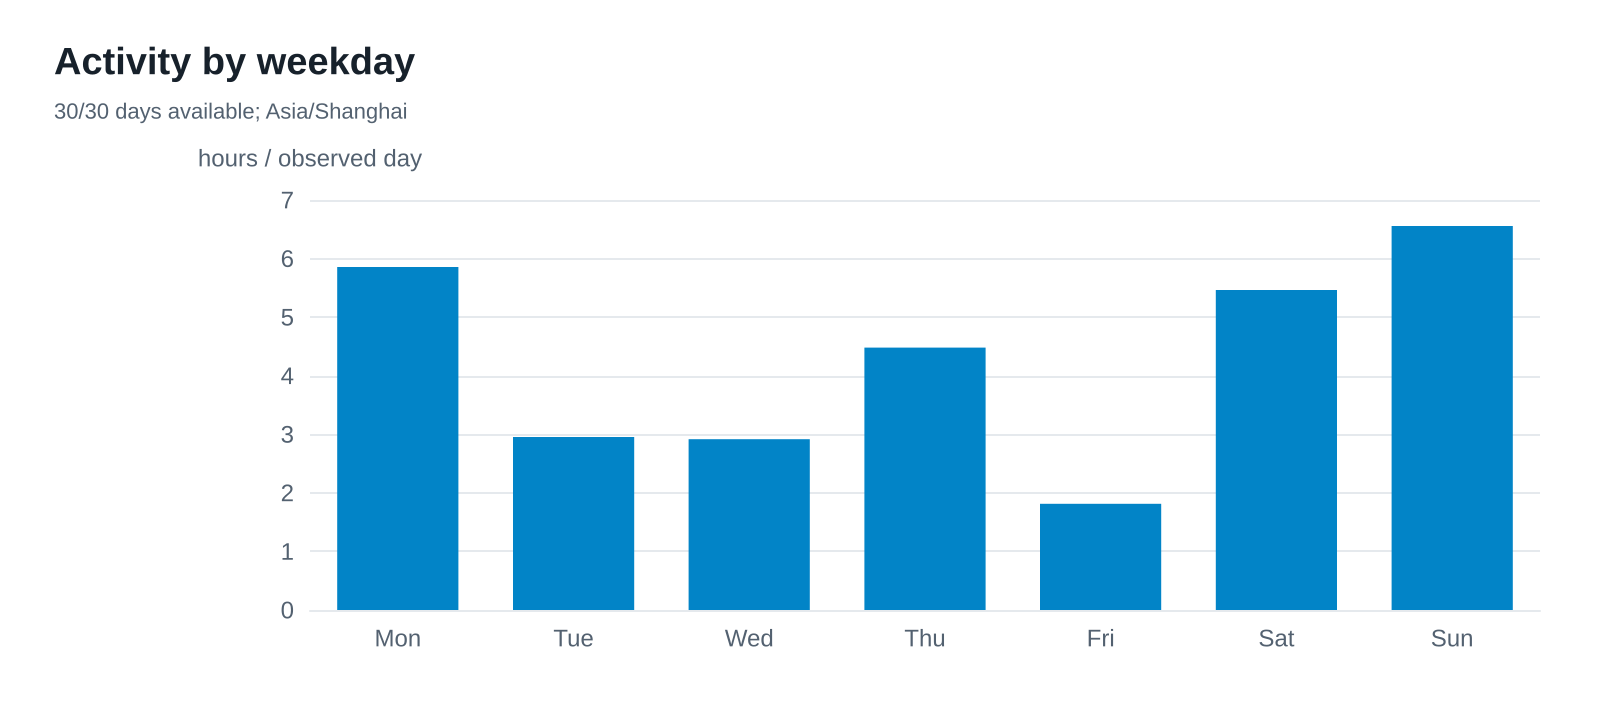 Activity by weekday
30/30 days available; Asia/Shanghai
hours / observed day
7
6
5
4
3
2
1
0
Mon Tue Wed Thu Fri Sat Sun